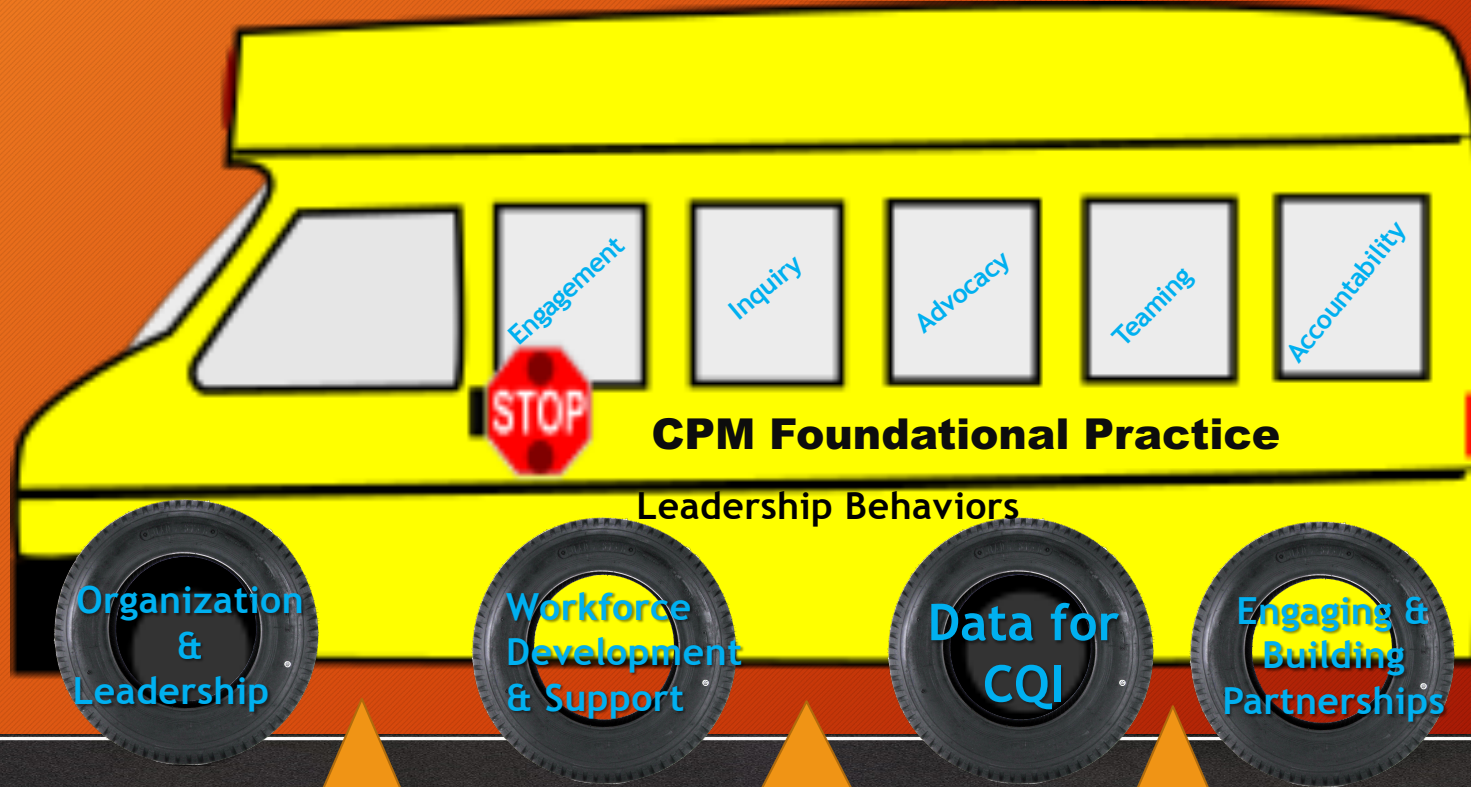 Engagement
Inquiry
Advocacy
Teaming
Accountability
STOP
CPM Foundational Practice
Leadership Behaviors
Organization
&
Leadership
Workforce
Development
& Support
Data for
CQI
Engaging &
Building
Partnerships